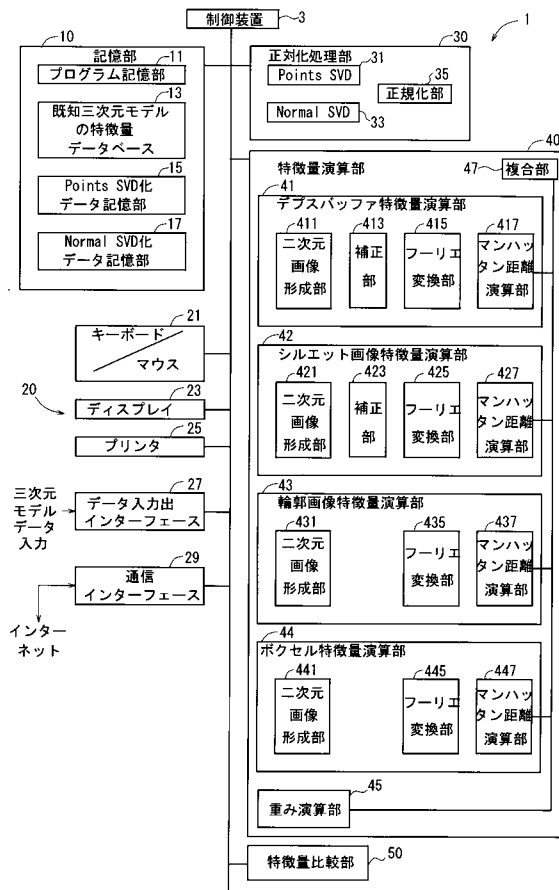 制御装置
3
1
10
記憶部
11
プログラム記憶部
13
既知三次元モデル
の特徴量
データベース
15
Points SVD化
データ記憶部
17
Normal SVD化
データ記憶部
30
正対化処理部
31
Points SVD
35
正規化部
Normal SVD
33
40
特徴量演算部
47
複合部
41
デプスバッファ特徴量演算部
411
二次元
画像
形成部
413
補正
部
415
フーリエ
変換部
417
マンハッ
タン距離
演算部
42
シルエット画像特徴量演算部
421
二次元
画像
形成部
423
補正
部
425
フーリエ
変換部
427
マンハッ
タン距離
演算部
43
輪郭画像特徴量演算部
431
二次元
画像
形成部
435
フーリエ
変換部
437
マンハッ
タン距離
演算部
44
ボクセル特徴量演算部
441
二次元
画像
形成部
445
フーリエ
変換部
447
マンハッ
タン距離
演算部
45
重み演算部
特徴量比較部
50
20
21
キーボード
マウス
23
ディスプレイ
25
プリンタ
27
三次元
モデル
データ
入力
データ入力出
インターフェース
29
通信
インターフェース
インター
ネット